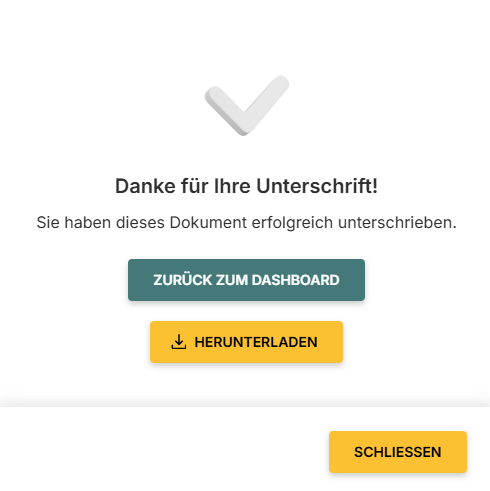 Danke für Ihre Unterschrift!
Sie haben dieses Dokument erfolgreich unterschrieben.
ZURÜCK ZUM DASHBOARD
HERUNTERLADEN
SCHLIESSEN